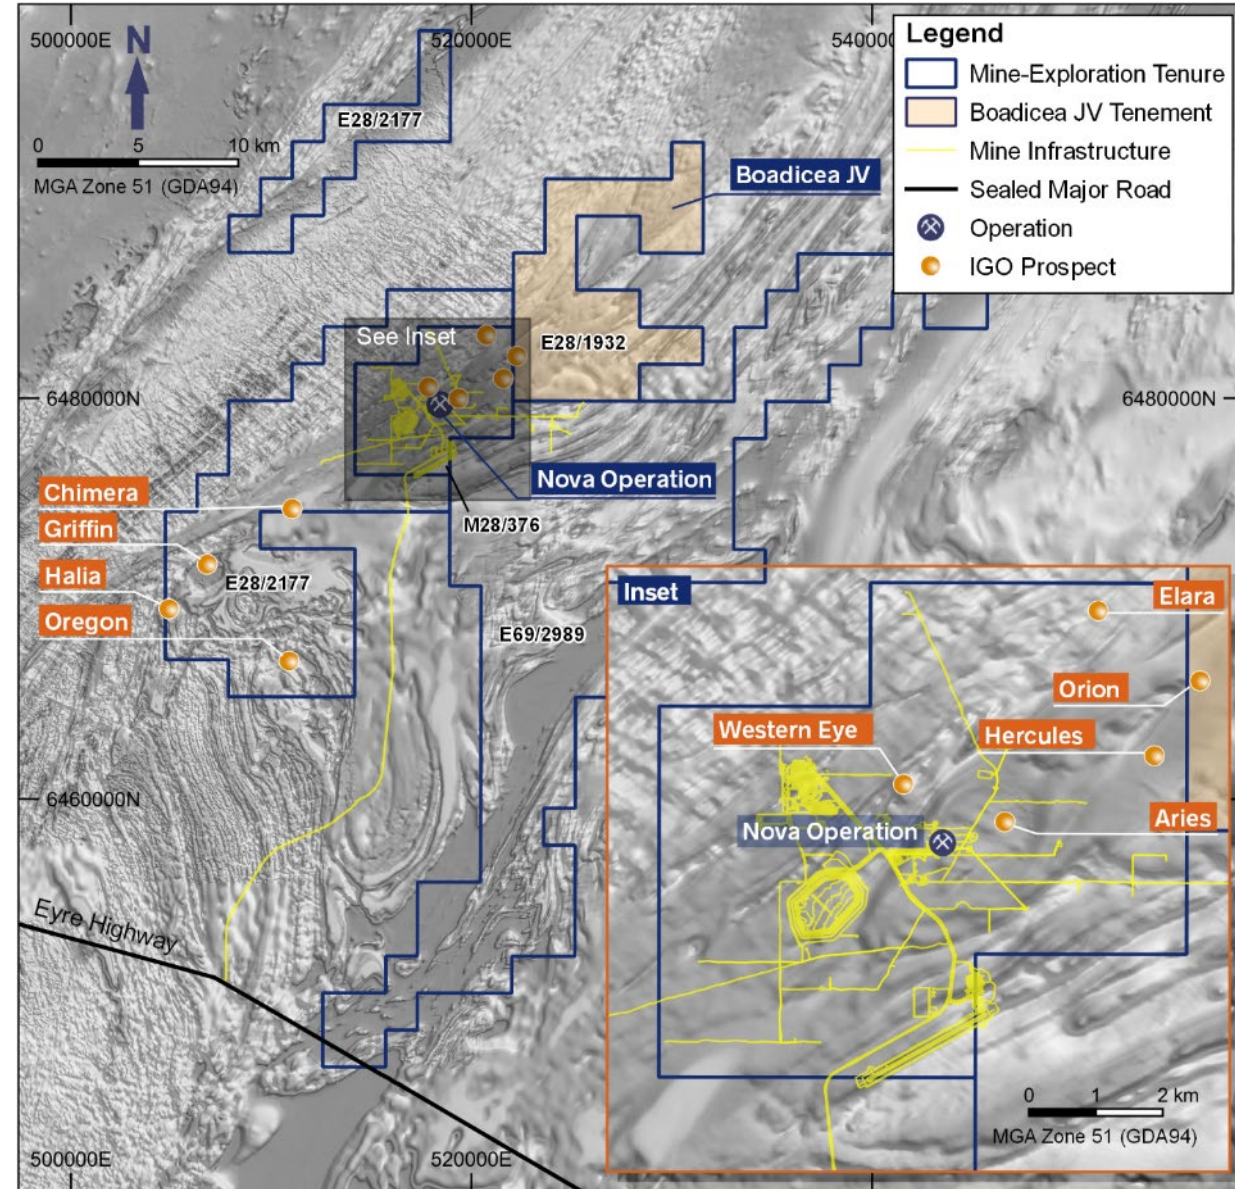 500000E
520000E
54000
N
0 5 10 km
MGA Zone 51 (GDA94)
E28/2177
Legend
Mine-Exploration Tenure
Boadicea JV Tenement
Mine Infrastructure
Sealed Major Road
Operation
IGO Prospect
Boadicea JV
See Inset
E28/1932
6480000N
6480000N
Nova Operation
Chimera
Griffin
Halia
Oregon
M28/376
E28/2177
E69/2989
6460000N
Eyre Highway
500000E
520000E
Inset
Elara
Orion
Western Eye
Hercules
Aries
Nova Operation
0 1 2 km
MGA Zone 51 (GDA94)